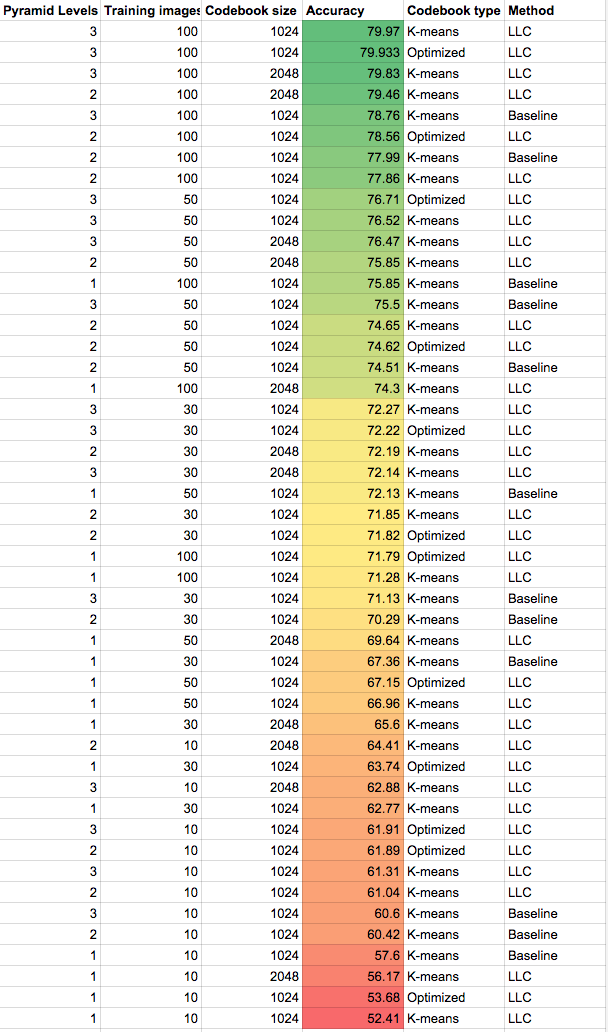 Pyramid Levels Training images Codebook size Accuracy Codebook type Method
3 100 1024 79.97 K-means LLC
3 100 1024 79.933 Optimized LLC
3 100 2048 79.83 K-means LLC
2 100 2048 79.46 K-means LLC
3 100 1024 78.76 K-means Baseline
2 100 1024 78.56 Optimized LLC
2 100 1024 77.99 K-means Baseline
2 100 1024 77.86 K-means LLC
3 50 1024 76.71 Optimized LLC
3 50 1024 76.52 K-means LLC
3 50 2048 76.47 K-means LLC
2 50 2048 75.85 K-means LLC
1 100 1024 75.85 K-means Baseline
3 50 1024 75.5 K-means Baseline
2 50 1024 74.65 K-means LLC
2 50 1024 74.62 Optimized LLC
2 50 1024 74.51 K-means Baseline
1 100 2048 74.3 K-means LLC
3 30 1024 72.27 K-means LLC
3 30 1024 72.22 Optimized LLC
2 30 2048 72.19 K-means LLC
3 30 2048 72.14 K-means LLC
1 50 1024 72.13 K-means Baseline
2 30 1024 71.85 K-means LLC
2 30 1024 71.82 Optimized LLC
1 100 1024 71.79 Optimized LLC
1 100 1024 71.28 K-means LLC
3 30 1024 71.13 K-means Baseline
2 30 1024 70.29 K-means Baseline
1 50 2048 69.64 K-means LLC
1 30 1024 67.36 K-means Baseline
1 50 1024 67.15 Optimized LLC
1 50 1024 66.96 K-means LLC
1 30 2048 65.6 K-means LLC
2 10 2048 64.41 K-means LLC
1 30 1024 63.74 Optimized LLC
3 10 2048 62.88 K-means LLC
1 30 1024 62.77 K-means LLC
3 10 1024 61.91 Optimized LLC
2 10 1024 61.89 Optimized LLC
3 10 1024 61.31 K-means LLC
2 10 1024 61.04 K-means LLC
3 10 1024 60.6 K-means Baseline
2 10 1024 60.42 K-means Baseline
1 10 1024 57.6 K-means Baseline
1 10 2048 56.17 K-means LLC
1 10 1024 53.68 Optimized LLC
1 10 1024 52.41 K-means LLC